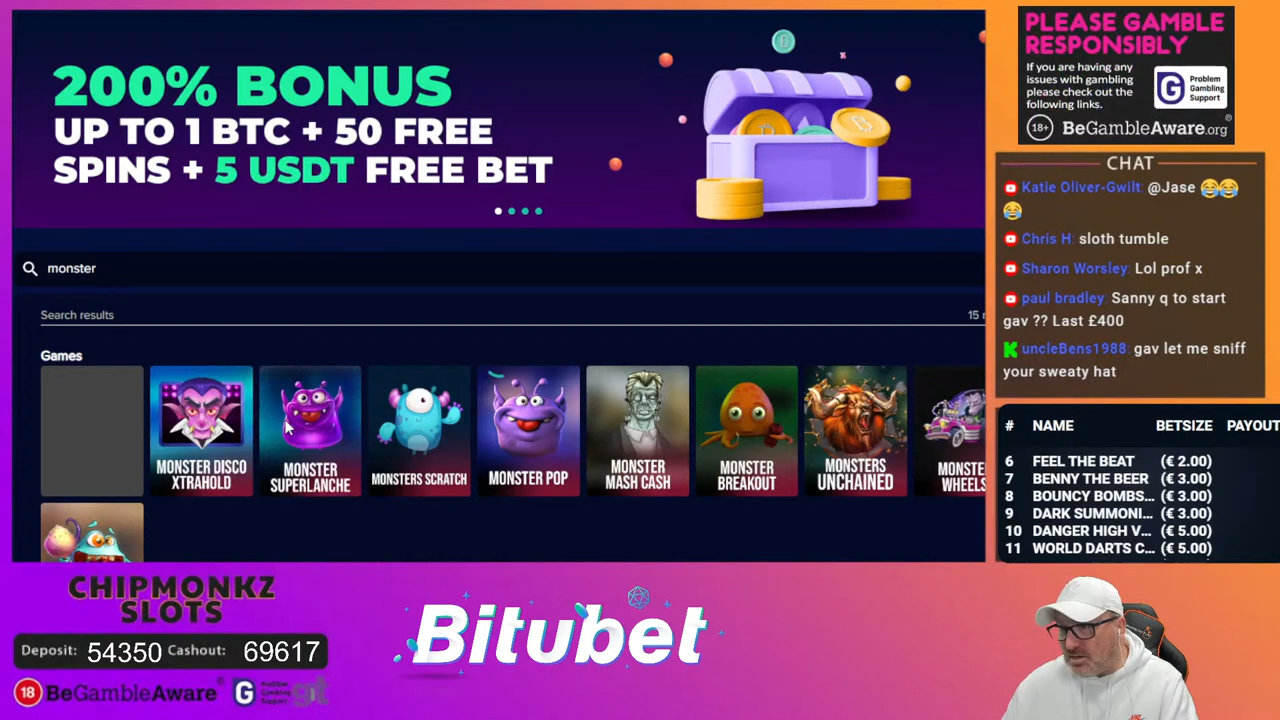 200% BONUS
UP TO 1 BTC + 50 FREE
SPINS + 5 USDT FREE BET
monster
Search results
15
Games
MONSTER DISCO
XTRAHOLD
MONSTER
SUPERLANCHE
MONSTERS SCRATCH
MONSTER POP
MONSTER
MASH CASH
MONSTER
BREAKOUT
MONSTERS
UNCHAINED
MONSTE
WHEELS
PLEASE GAMBLE
RESPONSIBLY
If you are having any
issues with gambling
please check out the
following links.
G Problem
Gambling
Support
18+ BeGambleAware.org®
CHAT
Katie Oliver-Gwilt: @Jase 😂😂
😂
Chris H: sloth tumble
Sharon Worsley: Lol prof x
paul bradley: Sanny q to start
gav ?? Last £400
uncleBens1988: gav let me sniff
your sweaty hat
# NAME BETSIZE PAYOUT
6 FEEL THE BEAT (€ 2.00)
7 BENNY THE BEER (€ 3.00)
8 BOUNCY BOMBS... (€ 3.00)
9 DARK SUMMONI... (€ 3.00)
10 DANGER HIGH V... (€ 5.00)
11 WORLD DARTS C... (€ 5.00)
CHIPMONKZ
SLOTS
Deposit: 54350 Cashout: 69617
18 BeGambleAware®
G Problem
Gambling
Support
Bitubet